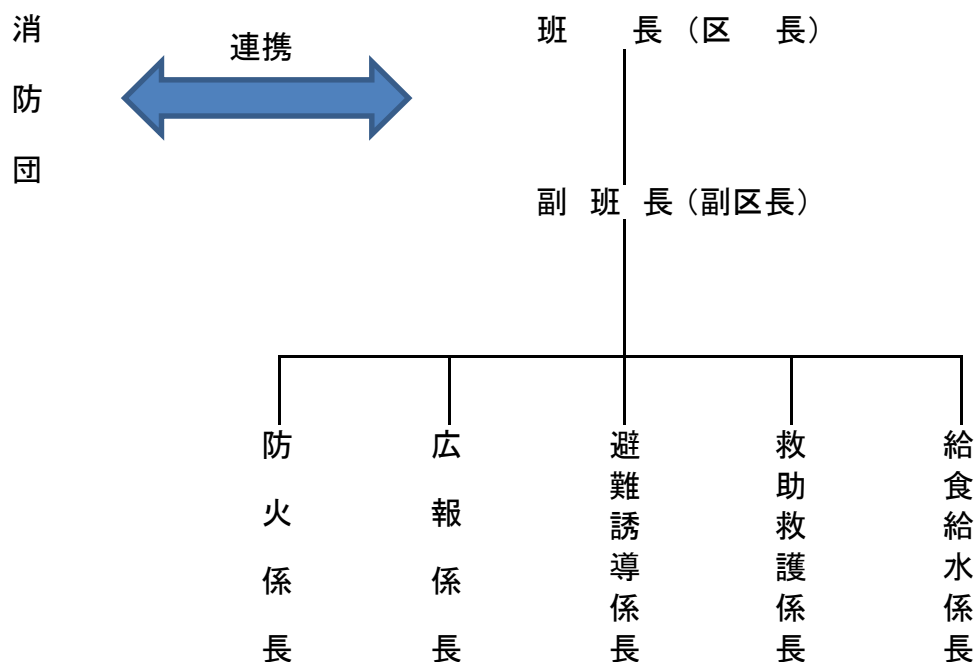 消防団
連携
班　　長（区　長）
副 班 長（副区長）
防火係長
広報係長
避難誘導係長
救助救護係長
給食給水係長